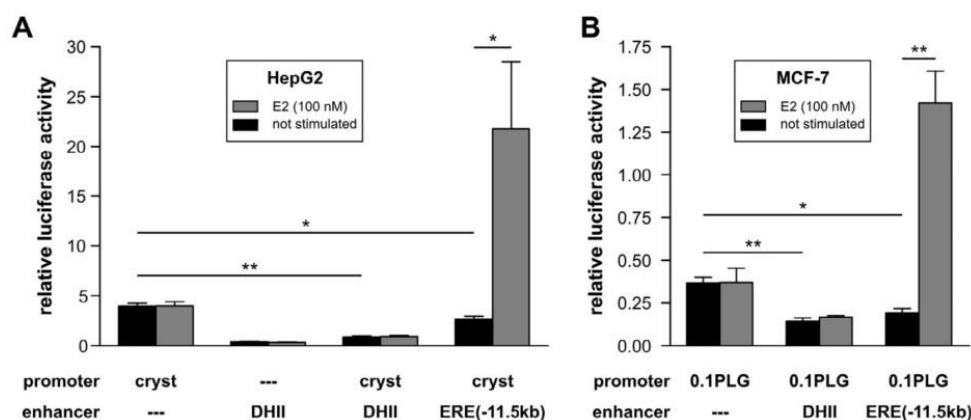 A
HepG2
E2 (100 nM)
not stimulated
relative luciferase activity
30
25
20
15
10
5
0
*
*
**
promoter cryst --- cryst cryst
enhancer --- DHII DHII ERE(-11.5kb)
B
MCF-7
E2 (100 nM)
not stimulated
relative luciferase activity
1.75
1.50
1.25
1.00
0.75
0.50
0.25
0.00
**
*
**
promoter 0.1PLG 0.1PLG 0.1PLG
enhancer --- DHII ERE(-11.5kb)